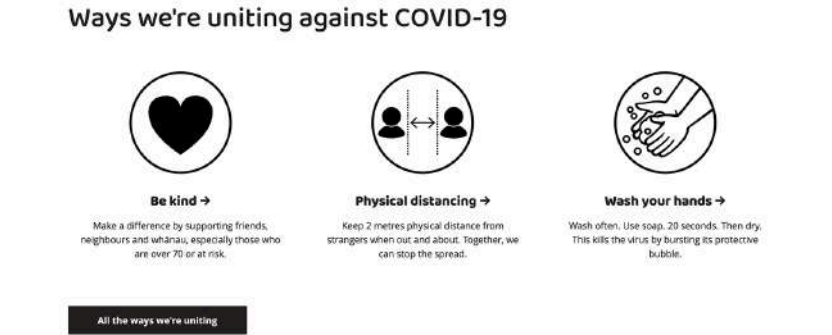 Ways we're uniting against COVID-19
Be kind →
Make a difference by supporting friends,
neighbours and whānau, especially those who
are over 70 or at risk.
Physical distancing →
Keep 2 metres physical distance from
strangers when out and about. Together, we
can stop the spread.
Wash your hands →
Wash often. Use soap. 20 seconds. Then dry.
This kills the virus by bursting its protective
bubble.
All the ways we're uniting